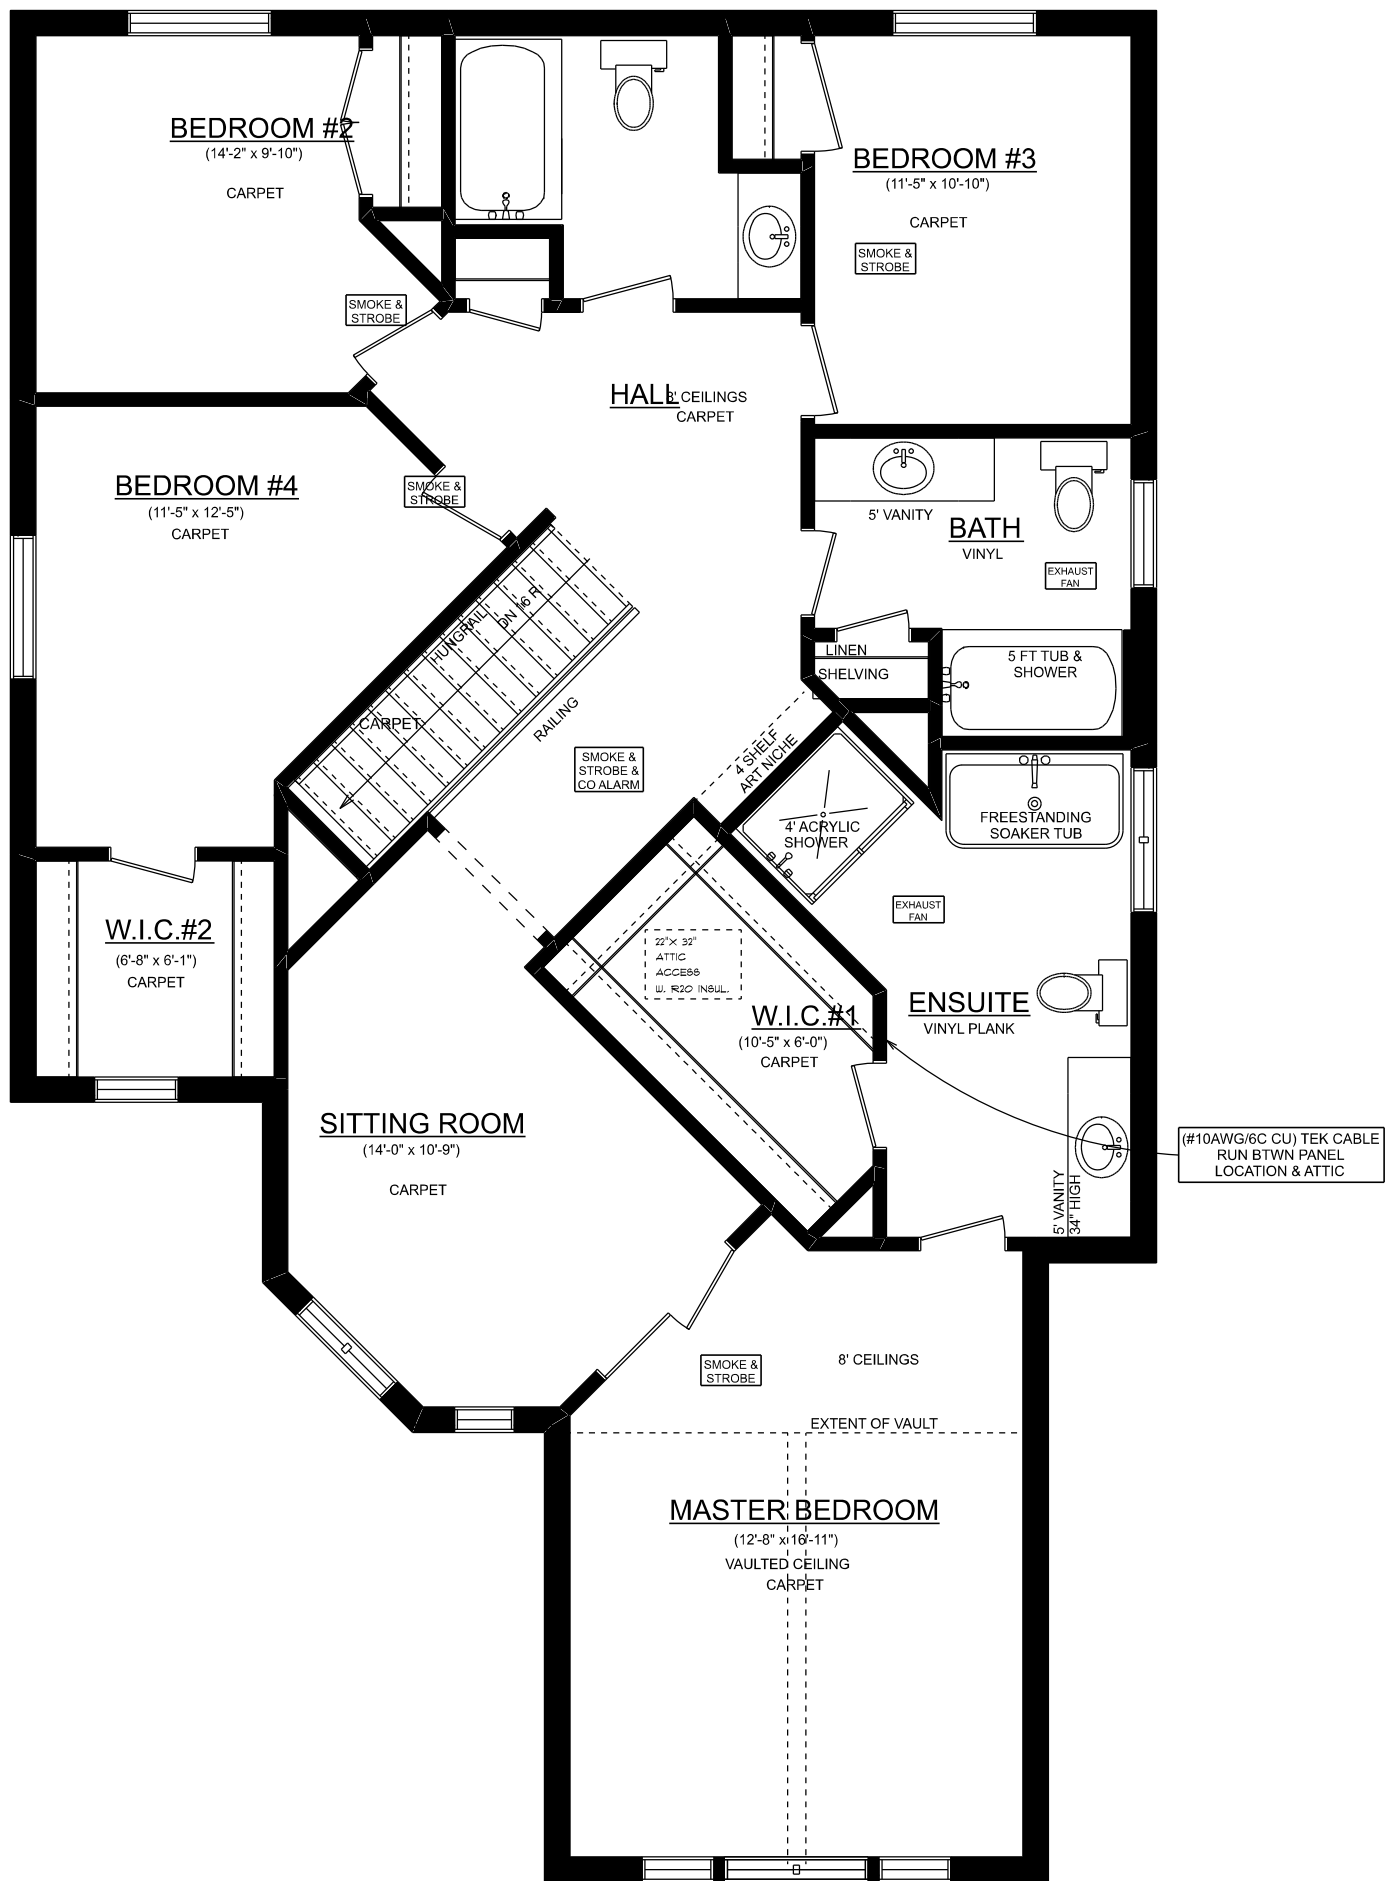 BEDROOM #2
(14'-2" x 9'-10")
CARPET
BEDROOM #3
(11'-5" x 10'-10")
CARPET
SMOKE &
STROBE
SMOKE &
STROBE
HALL
8' CEILINGS
CARPET
BEDROOM #4
(11'-5" x 12'-5")
CARPET
SMOKE &
STROBE
5' VANITY
BATH
VINYL
EXHAUST
FAN
HUNGRAIL
DN 16 R
CARPET
RAILING
LINEN
SHELVING
5 FT TUB &
SHOWER
SMOKE &
STROBE &
CO ALARM
4 SHELF
ART NICHE
4' ACRYLIC
SHOWER
FREESTANDING
SOAKER TUB
EXHAUST
FAN
W.I.C.#2
(6'-8" x 6'-1")
CARPET
22"X 32"
ATTIC
ACCESS
W. R20 INSUL.
W.I.C.#1
(10'-5" x 6'-0")
CARPET
ENSUITE
VINYL PLANK
SITTING ROOM
(14'-0" x 10'-9")
CARPET
(#10AWG/6C CU) TEK CABLE
RUN BTWN PANEL
LOCATION & ATTIC
5' VANITY
34" HIGH
SMOKE &
STROBE
8' CEILINGS
EXTENT OF VAULT
MASTER BEDROOM
(12'-8" x 16'-11")
VAULTED CEILING
CARPET